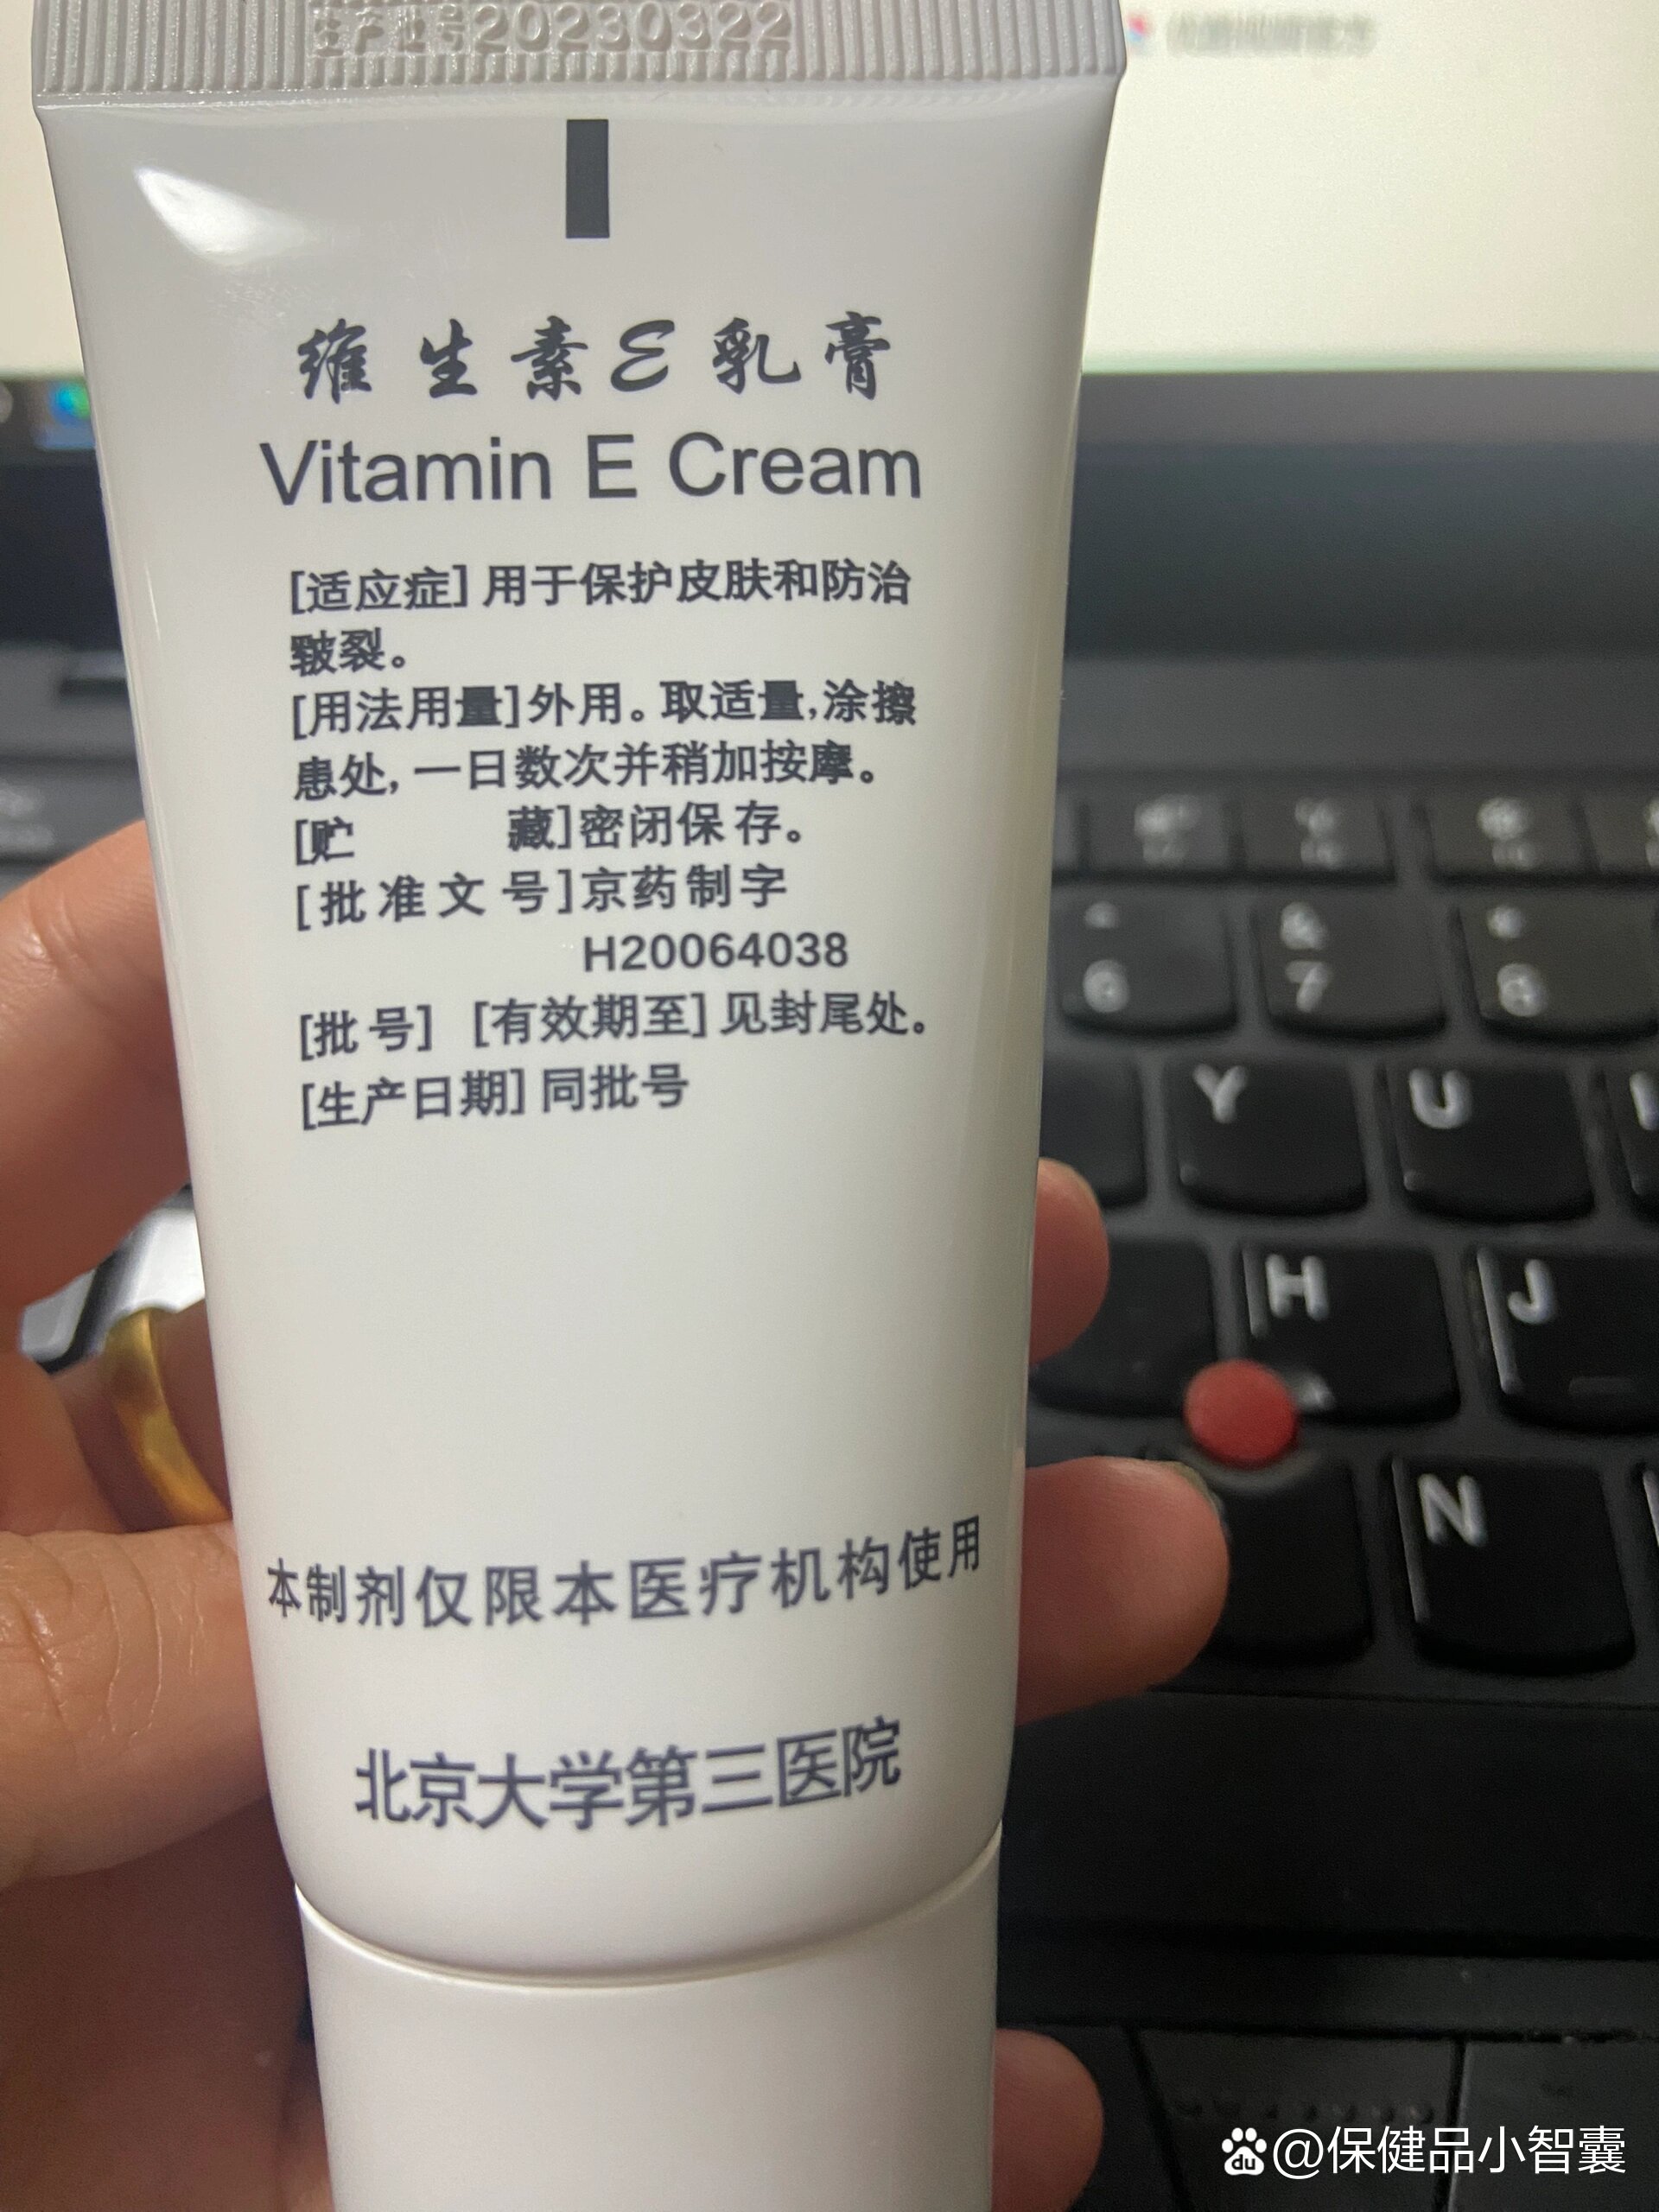 生产批号20230322
维生素E乳膏
Vitamin E Cream
[适应症] 用于保护皮肤和防治
皲裂。
[用法用量]外用。取适量,涂擦
患处,一日数次并稍加按摩。
[贮 藏]密闭保存。
[批准文号]京药制字
H20064038
[批号] [有效期至] 见封尾处。
[生产日期] 同批号
本制剂仅限本医疗机构使用
北京大学第三医院
6
& 7
* 8
Y
U
H
J
N
du @保健品小智囊